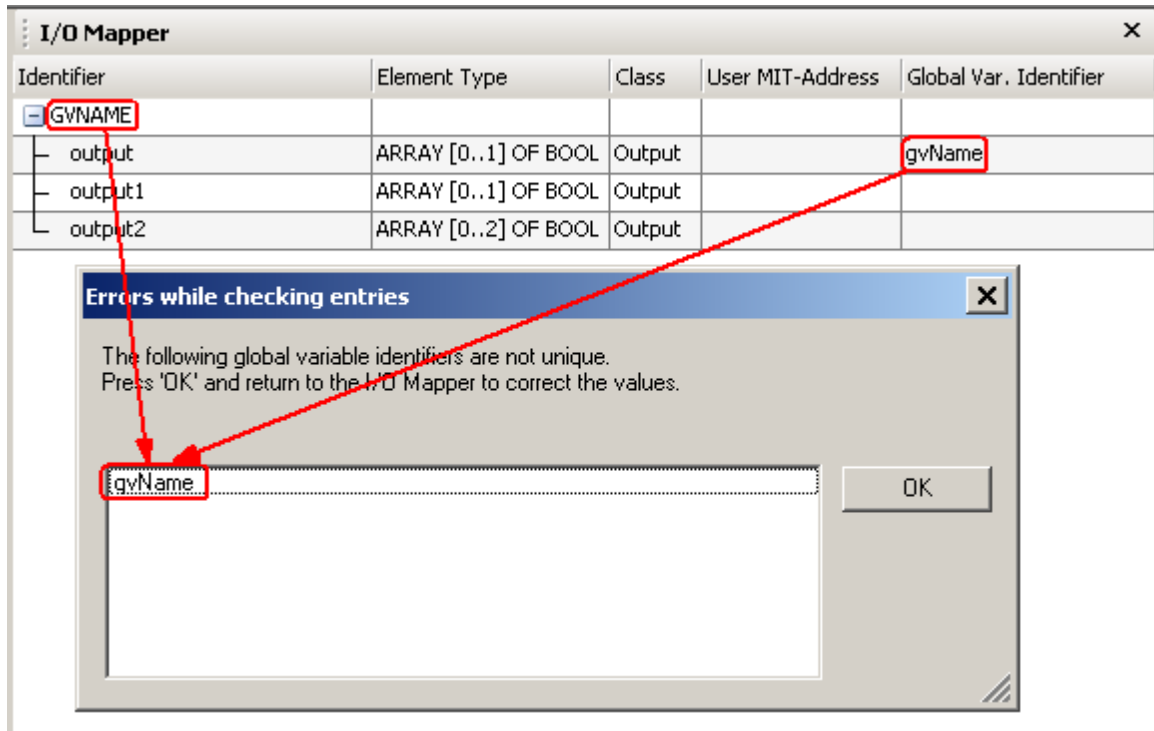 I/O Mapper
Identifier Element Type Class User MIT-Address Global Var. Identifier
GVNAME
output ARRAY [0..1] OF BOOL Output gvName
output1 ARRAY [0..1] OF BOOL Output
output2 ARRAY [0..2] OF BOOL Output
Errors while checking entries
The following global variable identifiers are not unique.
Press 'OK' and return to the I/O Mapper to correct the values.
gvName
OK